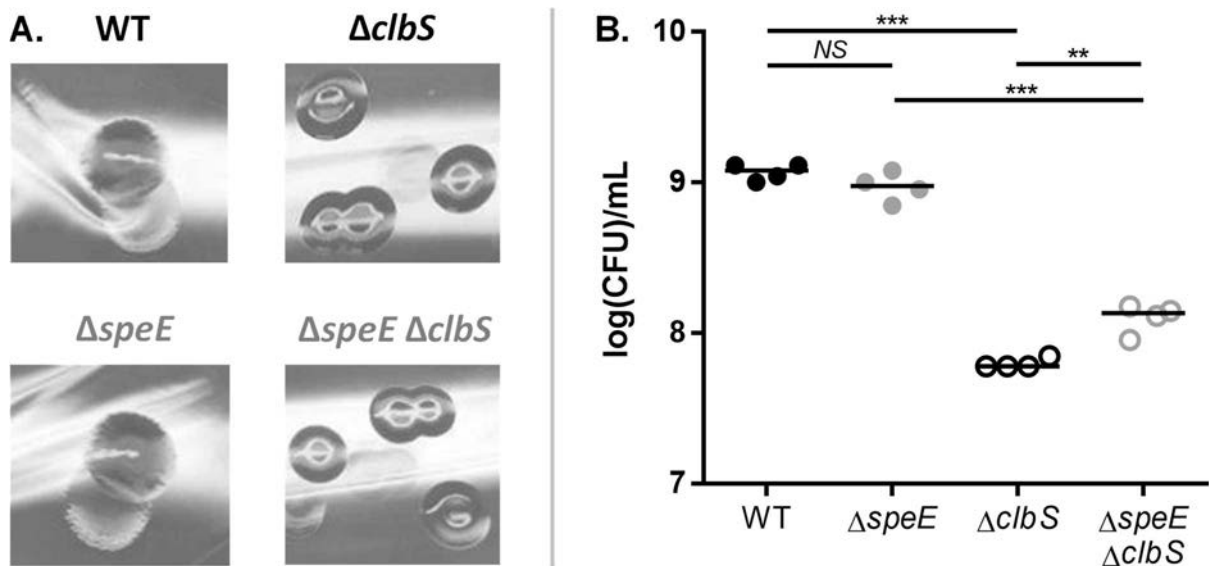 A.
WT
ΔclbS
ΔspeE
ΔspeE ΔclbS
B.
***
NS
**
***
log(CFU)/mL
10
9
8
7
WT
ΔspeE
ΔclbS
ΔspeE
ΔclbS